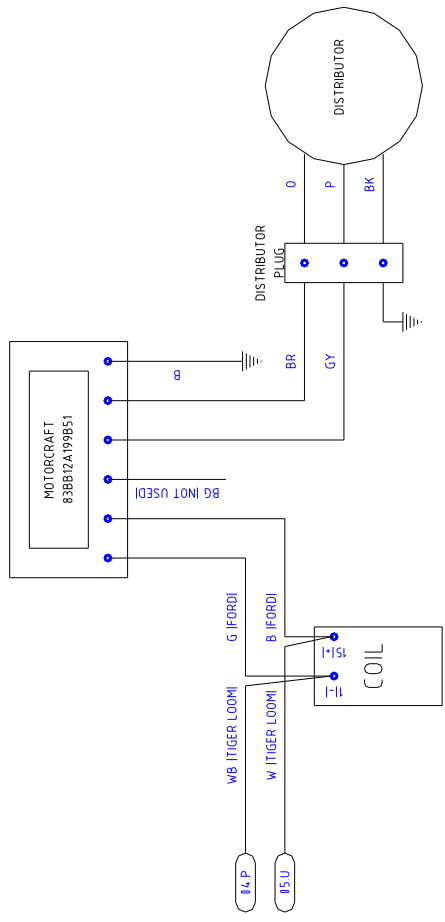 DISTRIBUTOR
O
P
BK
DISTRIBUTOR
PLUG
BR
GY
B
MOTORCRAFT
83BB12A199B51
BG |NOT USED|
G |FORD|
B |FORD|
15|+|
1|-|
COIL
WB |TIGER LOOM|
W |TIGER LOOM|
04.P
05.U